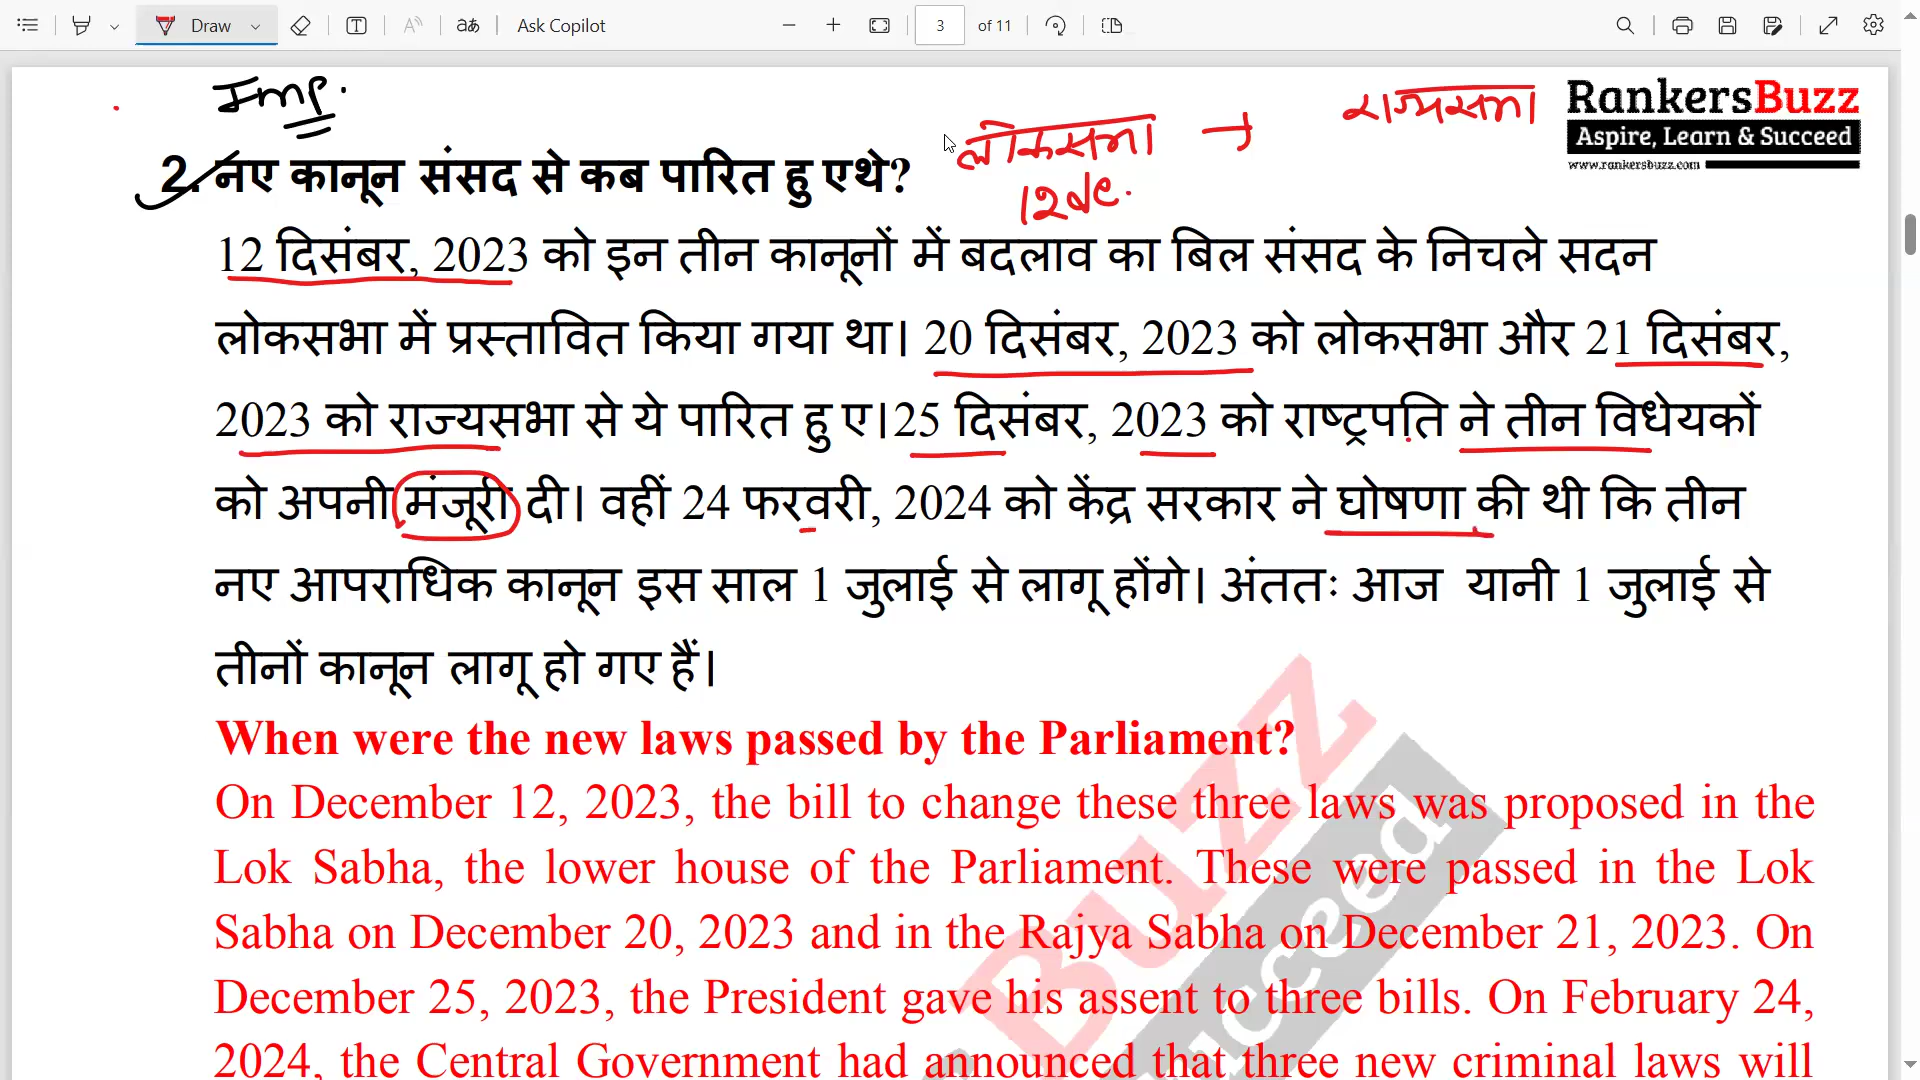 Draw
Ask Copilot
3 of 11
Imp.
लोकसभा → राज्यसभा
12 de.
RankersBuzz
Aspire, Learn & Succeed
www.rankersbuzz.com
2. नए कानून संसद से कब पारित हु एथे?
12 दिसंबर, 2023 को इन तीन कानूनों में बदलाव का बिल संसद के निचले सदन
लोकसभा में प्रस्तावित किया गया था। 20 दिसंबर, 2023 को लोकसभा और 21 दिसंबर,
2023 को राज्यसभा से ये पारित हु ए।25 दिसंबर, 2023 को राष्ट्रपति ने तीन विधेयकों
को अपनी मंजूरी दी। वहीं 24 फरवरी, 2024 को केंद्र सरकार ने घोषणा की थी कि तीन
नए आपराधिक कानून इस साल 1 जुलाई से लागू होंगे। अंततः आज यानी 1 जुलाई से
तीनों कानून लागू हो गए हैं।
When were the new laws passed by the Parliament?
On December 12, 2023, the bill to change these three laws was proposed in the
Lok Sabha, the lower house of the Parliament. These were passed in the Lok
Sabha on December 20, 2023 and in the Rajya Sabha on December 21, 2023. On
December 25, 2023, the President gave his assent to three bills. On February 24,
2024, the Central Government had announced that three new criminal laws will
Buzz
ucceed